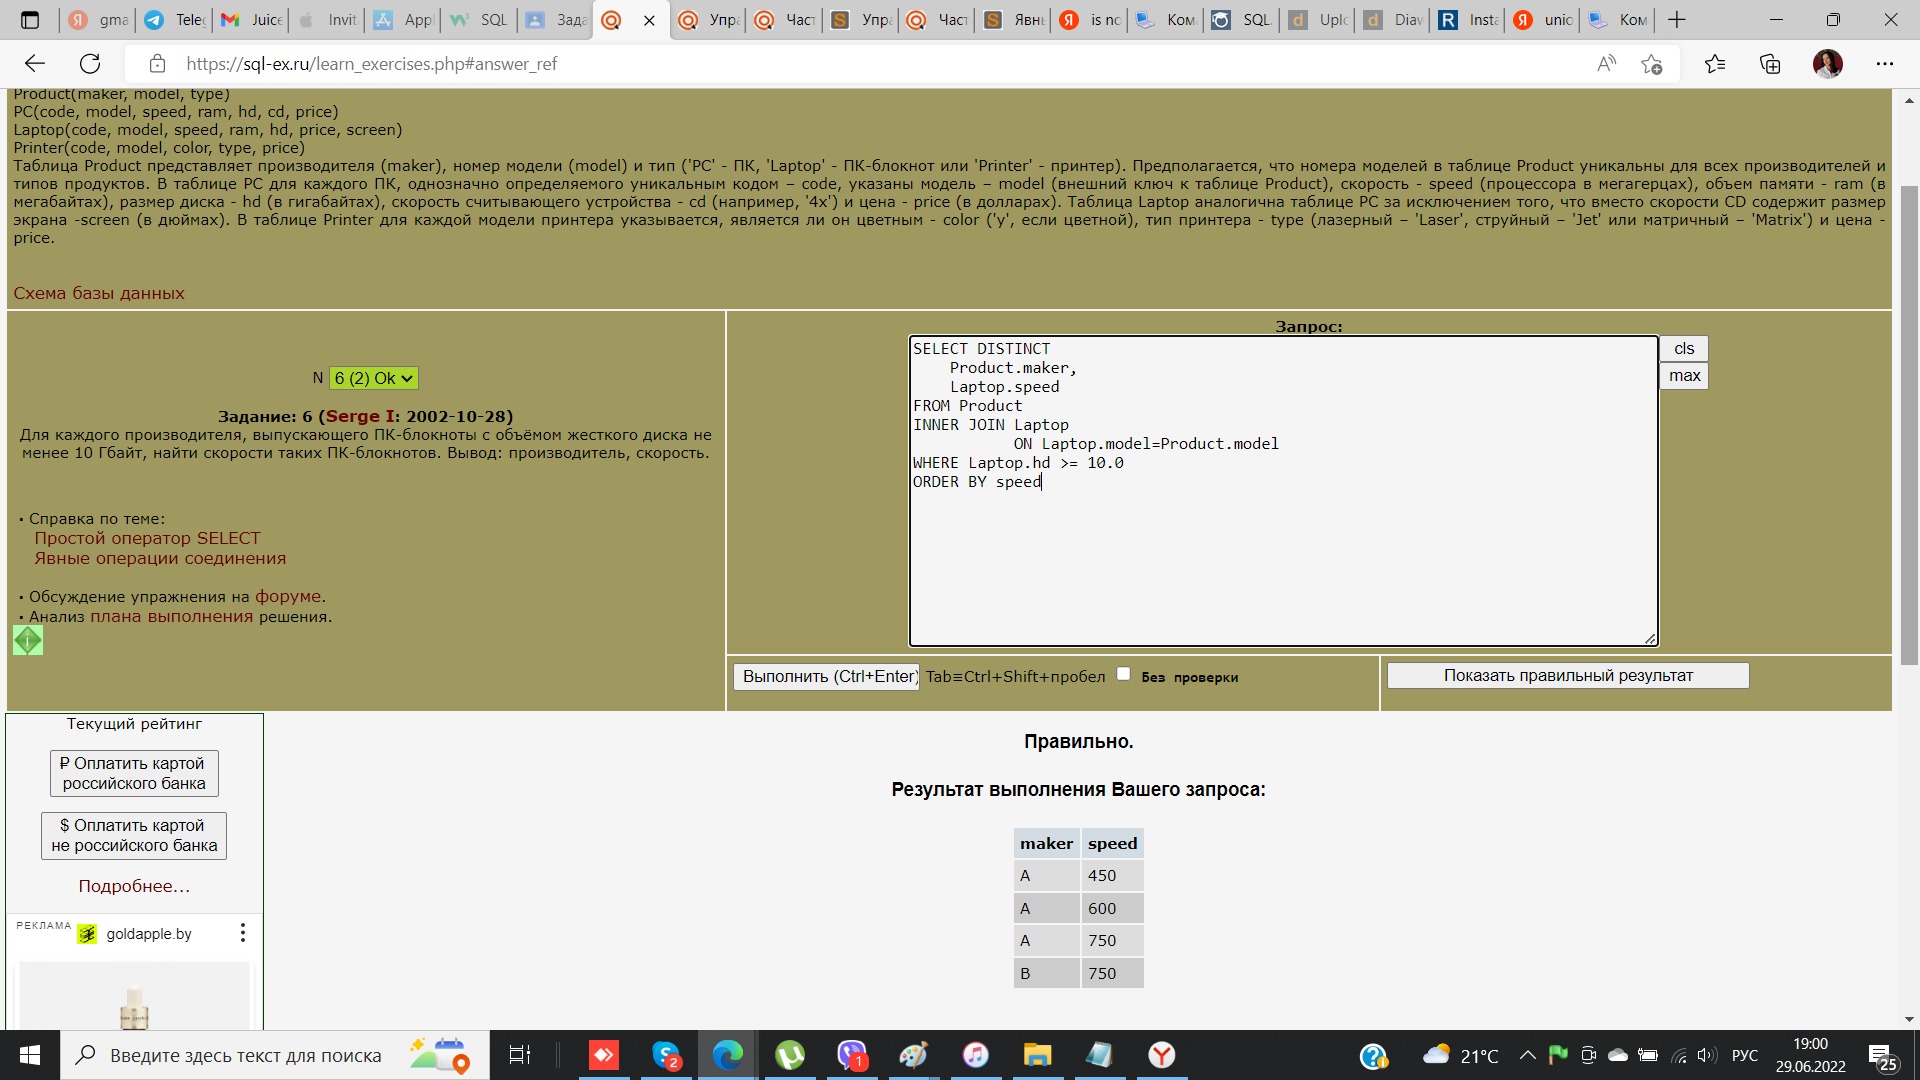 gma
Teleg
Juice
Invit
Appl
SQL
Зада
Упра
Част
Упра
Част
Явнь
is no
Ком
SQL
Uplo
Diaw
Insta
unio
Ком
https://sql-ex.ru/learn_exercises.php#answer_ref
Product(maker, model, type)
PC(code, model, speed, ram, hd, cd, price)
Laptop(code, model, speed, ram, hd, price, screen)
Printer(code, model, color, type, price)
Таблица Product представляет производителя (maker), номер модели (model) и тип ('PC' - ПК, 'Laptop' - ПК-блокнот или 'Printer' - принтер). Предполагается, что номера моделей в таблице Product уникальны для всех производителей и
типов продуктов. В таблице PC для каждого ПК, однозначно определяемого уникальным кодом – code, указаны модель – model (внешний ключ к таблице Product), скорость - speed (процессора в мегагерцах), объем памяти - ram (в
мегабайтах), размер диска - hd (в гигабайтах), скорость считывающего устройства - cd (например, '4x') и цена - price (в долларах). Таблица Laptop аналогична таблице РС за исключением того, что вместо скорости CD содержит размер
экрана -screen (в дюймах). В таблице Printer для каждой модели принтера указывается, является ли он цветным - color ('y', если цветной), тип принтера - type (лазерный – 'Laser', струйный – 'Jet' или матричный – 'Matrix') и цена -
price.
Схема базы данных
N 6 (2) Ok
Задание: 6 (Serge I: 2002-10-28)
Для каждого производителя, выпускающего ПК-блокноты c объёмом жесткого диска не
менее 10 Гбайт, найти скорости таких ПК-блокнотов. Вывод: производитель, скорость.
• Справка по теме:
Простой оператор SELECT
Явные операции соединения
• Обсуждение упражнения на форуме.
• Анализ плана выполнения решения.
Запрос:
SELECT DISTINCT
Product.maker,
Laptop.speed
FROM Product
INNER JOIN Laptop
ON Laptop.model=Product.model
WHERE Laptop.hd >= 10.0
ORDER BY speed
cls
max
Выполнить (Ctrl+Enter) Tab≡Ctrl+Shift+пробел Без проверки
Показать правильный результат
Текущий рейтинг
₽ Оплатить картой
российского банка
$ Оплатить картой
не российского банка
Подробнее...
РЕКЛАМА
goldapple.by
Правильно.
Результат выполнения Вашего запроса:
maker speed
A 450
A 600
A 750
B 750
Введите здесь текст для поиска
2
1
21°C
РУС
19:00
29.06.2022
25